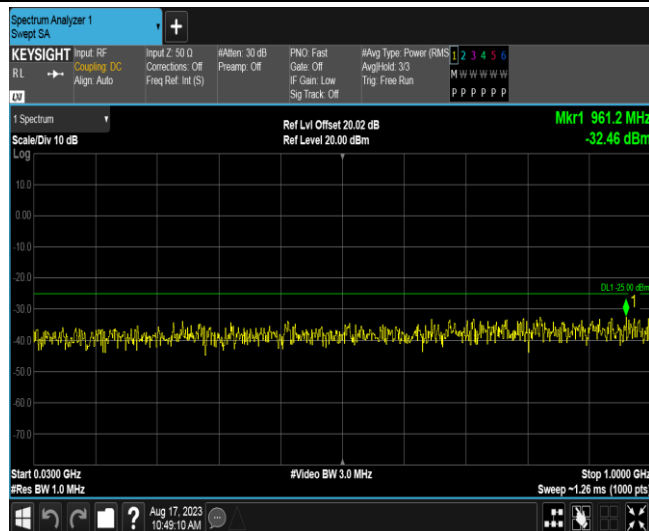 Spectrum Analyzer 1
Swept SA
+
KEYSIGHT
RL
LXI
Input: RF
Coupling: DC
Align: Auto
Input Z: 50 Ω
Corrections: Off
Freq Ref: Int (S)
#Atten: 30 dB
Preamp: Off
PNO: Fast
Gate: Off
IF Gain: Low
Sig Track: Off
#Avg Type: Power (RMS
Avg|Hold: 3/3
Trig: Free Run
1 2 3 4 5 6
M W W W W W
P P P P P P
1 Spectrum
Scale/Div 10 dB
Log
Ref Lvl Offset 20.02 dB
Ref Level 20.00 dBm
Mkr1 961.2 MHz
-32.46 dBm
10.0
0.00
-10.0
-20.0
DL1 -25.00 dBm
1
-30.0
-40.0
-50.0
-60.0
-70.0
Start 0.0300 GHz
#Res BW 1.0 MHz
#Video BW 3.0 MHz
Stop 1.0000 GHz
Sweep ~1.26 ms (1000 pts)
?
Aug 17, 2023
10:49:10 AM